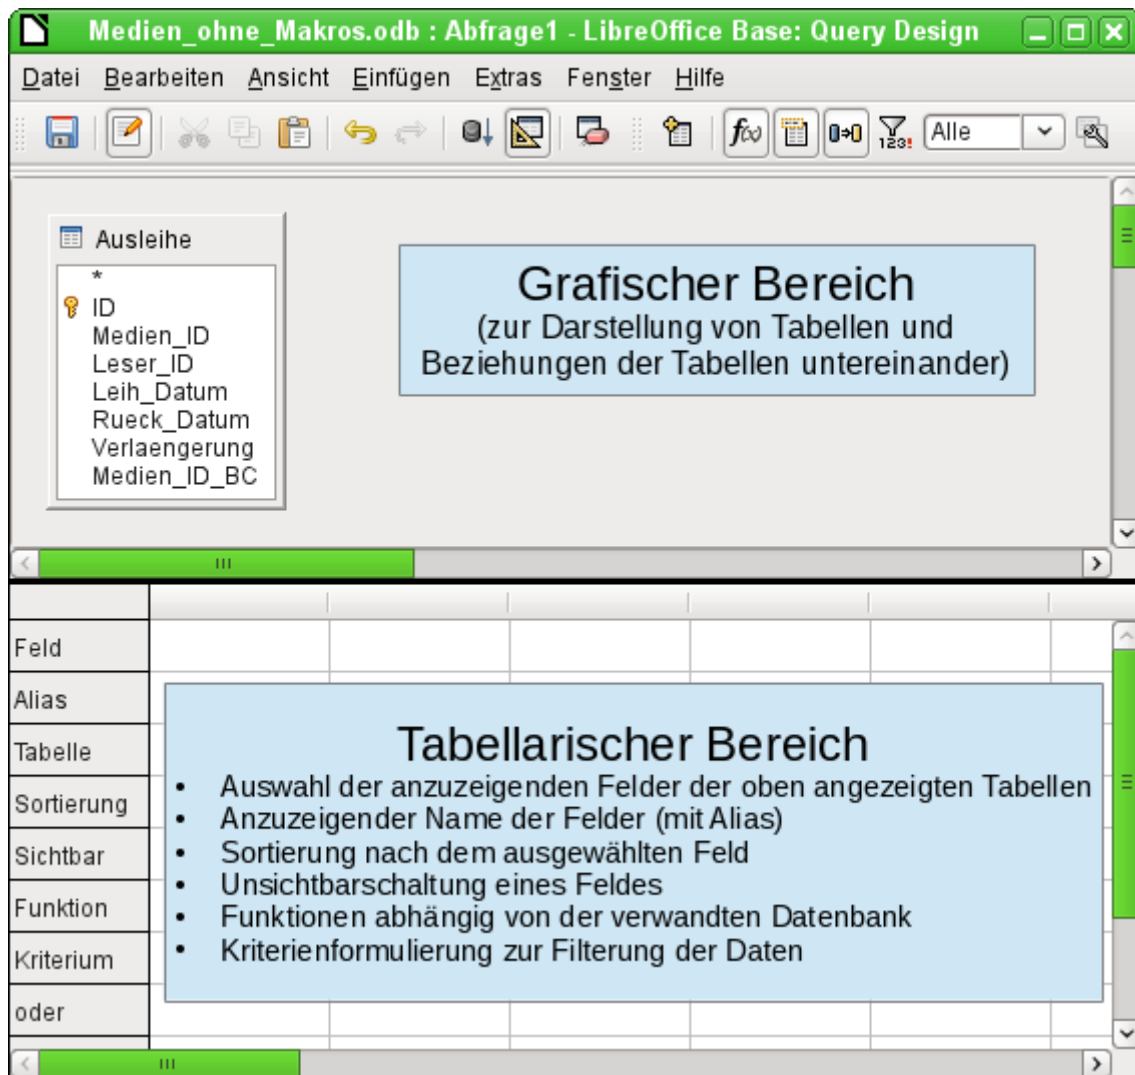 Medien_ohne_Makros.odb : Abfrage1 - LibreOffice Base: Query Design
Datei Bearbeiten Ansicht Einfügen Extras Fenster Hilfe
f(x) 123! Alle
Ausleihe
*
ID
Medien_ID
Leser_ID
Leih_Datum
Rueck_Datum
Verlaengerung
Medien_ID_BC
Grafischer Bereich
(zur Darstellung von Tabellen und
Beziehungen der Tabellen untereinander)
Feld
Alias
Tabelle
Sortierung
Sichtbar
Funktion
Kriterium
oder
Tabellarischer Bereich
• Auswahl der anzuzeigenden Felder der oben angezeigten Tabellen
• Anzuzeigender Name der Felder (mit Alias)
• Sortierung nach dem ausgewählten Feld
• Unsichtbarschaltung eines Feldes
• Funktionen abhängig von der verwandten Datenbank
• Kriterienformulierung zur Filterung der Daten